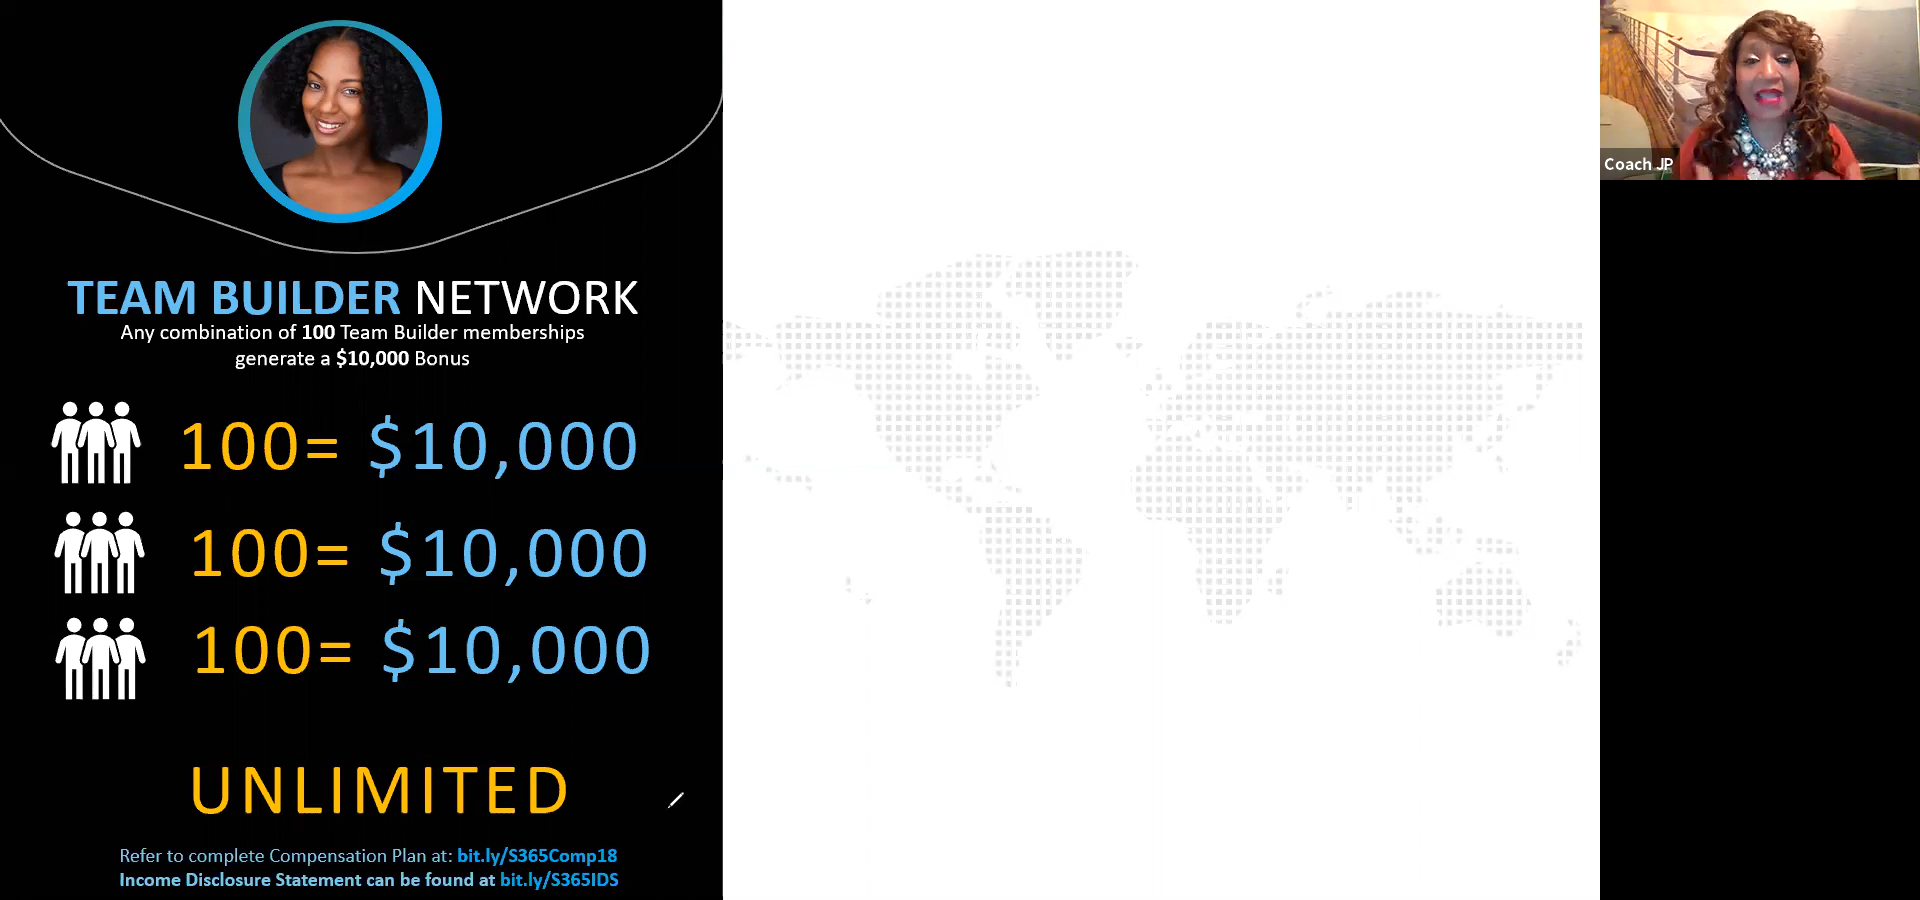 TEAM BUILDER NETWORK
Any combination of 100 Team Builder memberships
generate a $10,000 Bonus
100= $10,000
100= $10,000
100= $10,000
UNLIMITED
Refer to complete Compensation Plan at: bit.ly/S365Comp18
Income Disclosure Statement can be found at bit.ly/S365IDS
Coach JP